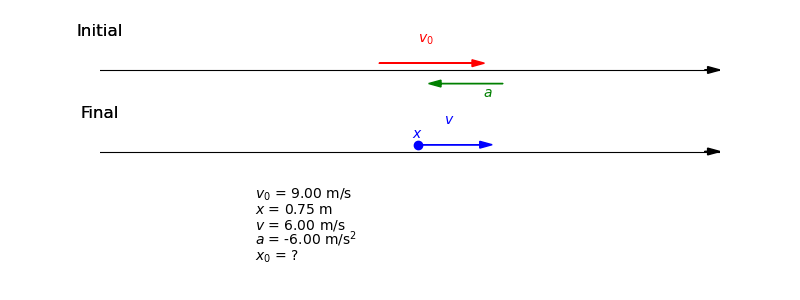 Initial
v₀
a
Final
v
x
v₀ = 9.00 m/s
x = 0.75 m
v = 6.00 m/s
a = -6.00 m/s²
x₀ = ?